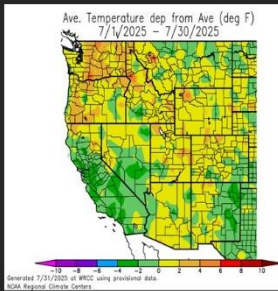 Ave. Temperature dep from Ave (deg F)
7/1/2025 – 7/30/2025
-10 -8 -6 -4 -2 0 2 4 6 8 10
Generated 7/31/2025 at WRCC using provisional data.
NOAA Regional Climate Centers